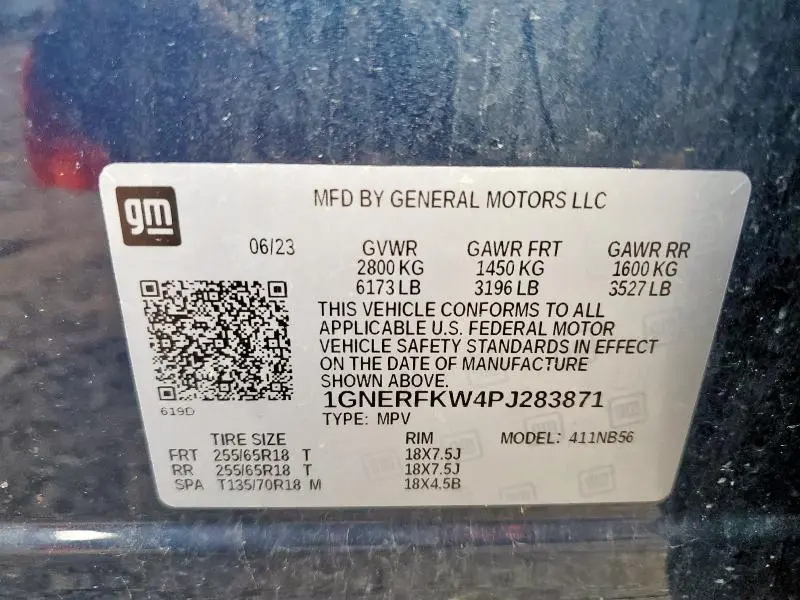 gm
MFD BY GENERAL MOTORS LLC
06/23 GVWR GAWR FRT GAWR RR
2800 KG 1450 KG 1600 KG
6173 LB 3196 LB 3527 LB
THIS VEHICLE CONFORMS TO ALL
APPLICABLE U.S. FEDERAL MOTOR
VEHICLE SAFETY STANDARDS IN EFFECT
ON THE DATE OF MANUFACTURE
SHOWN ABOVE.
1GNERFKW4PJ283871
619D
TYPE: MPV
TIRE SIZE RIM MODEL: 411NB56
FRT 255/65R18 T 18X7.5J
RR 255/65R18 T 18X7.5J
SPA T135/70R18 M 18X4.5B